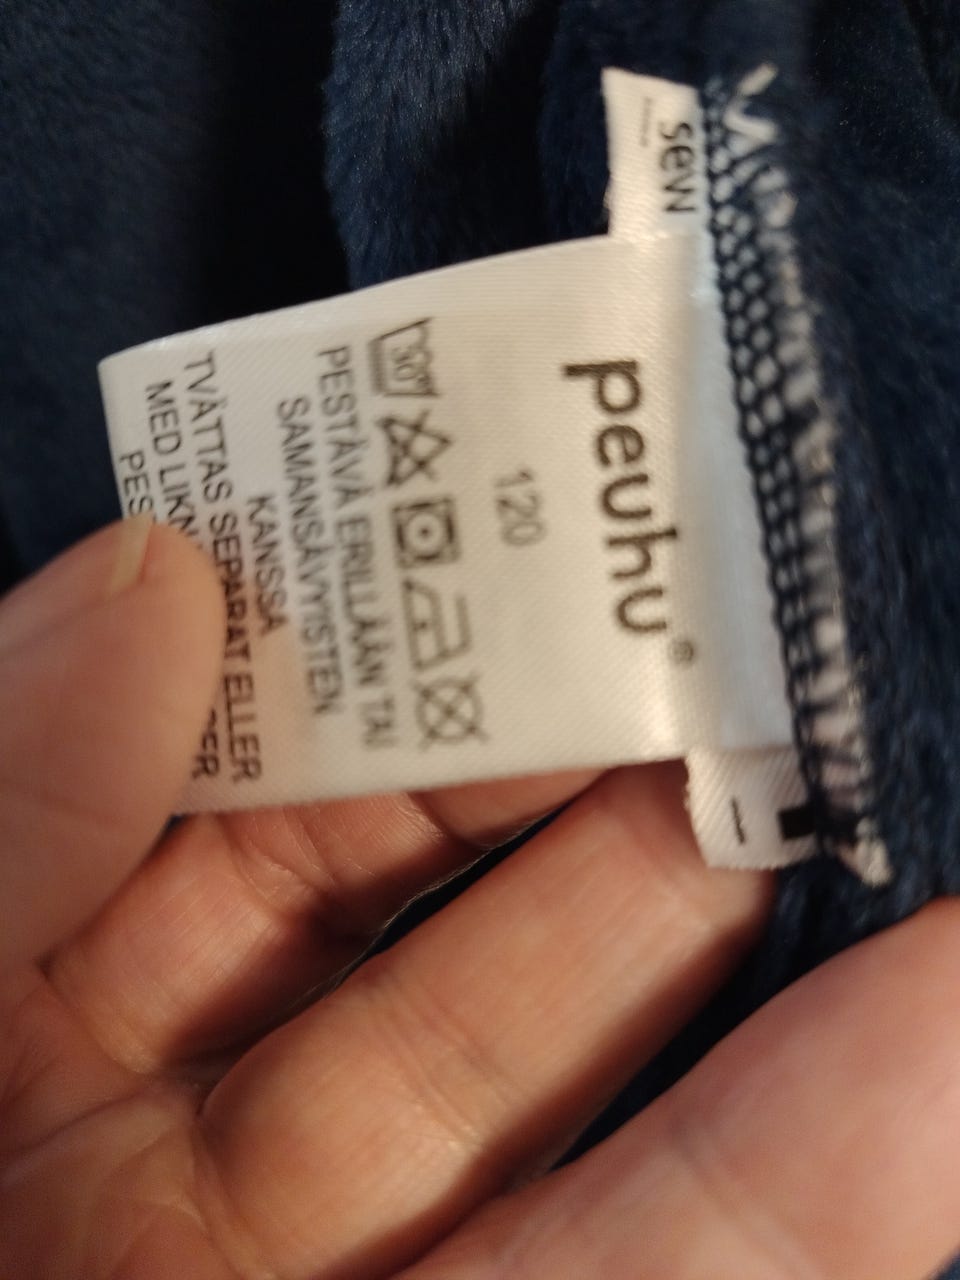 sew
peuhu®
120
30°
PESTÄVÄ ERILLÄÄN TAI
SAMANSÄVYISTEN
KANSSA
TVÄTTAS SEPARAT ELLER
MED LIKN
PES